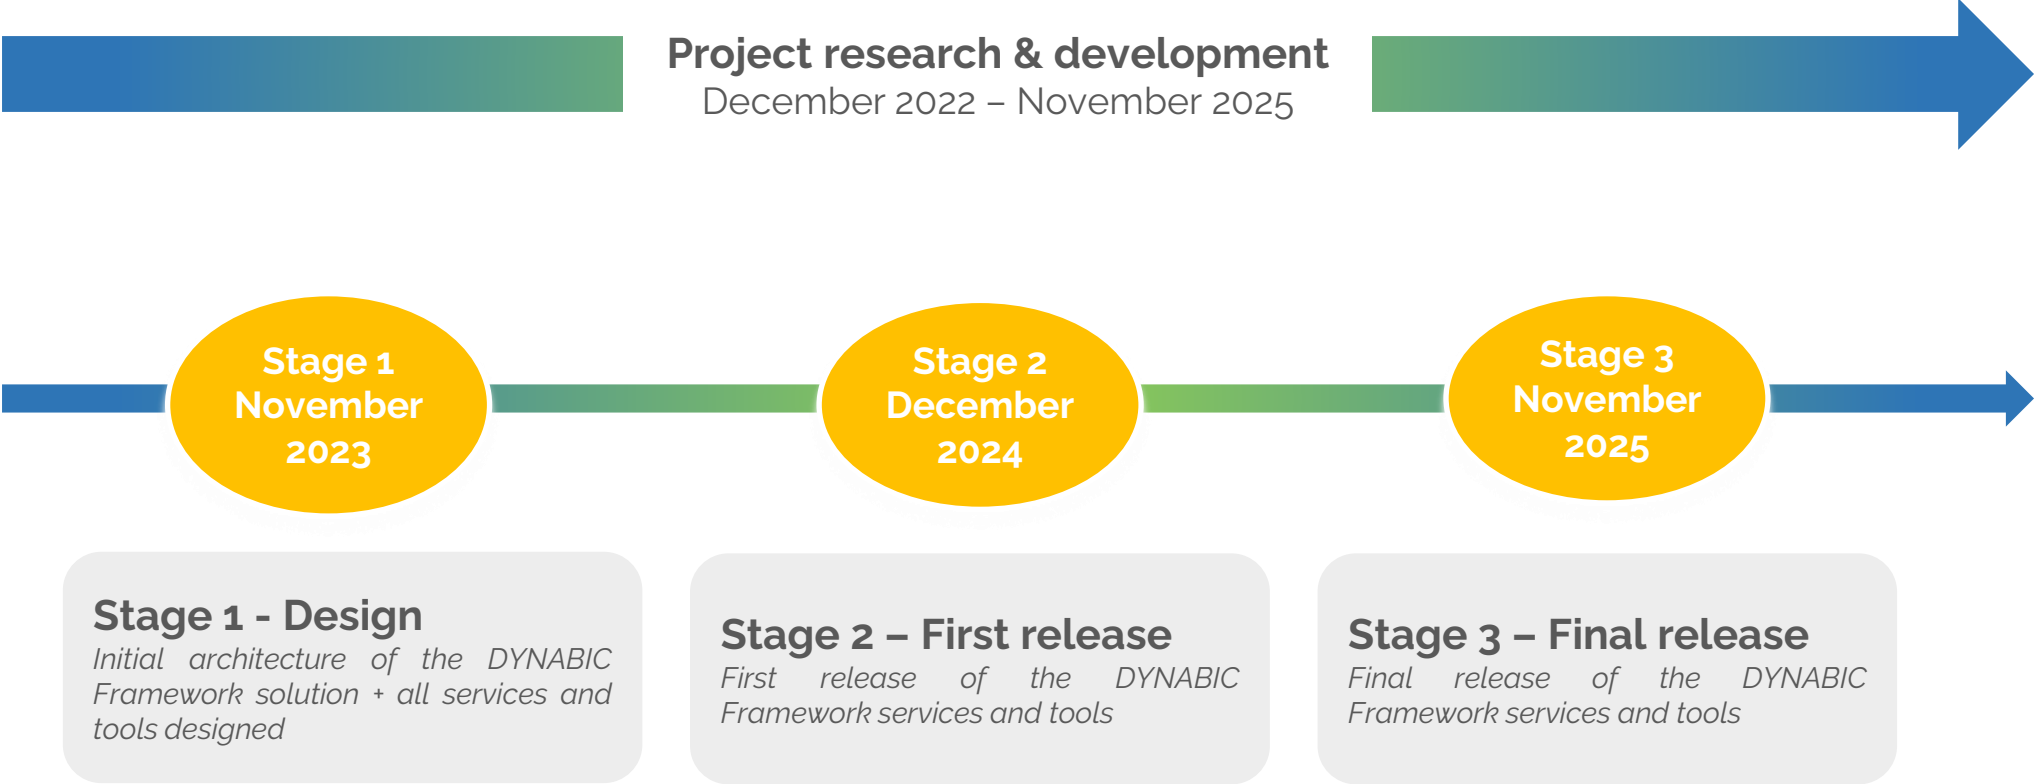 Project research & development
December 2022 – November 2025
Stage 1
November
2023
Stage 2
December
2024
Stage 3
November
2025
Stage 1 - Design
Initial architecture of the DYNABIC
Framework solution + all services and
tools designed
Stage 2 – First release
First release of the DYNABIC
Framework services and tools
Stage 3 – Final release
Final release of the DYNABIC
Framework services and tools